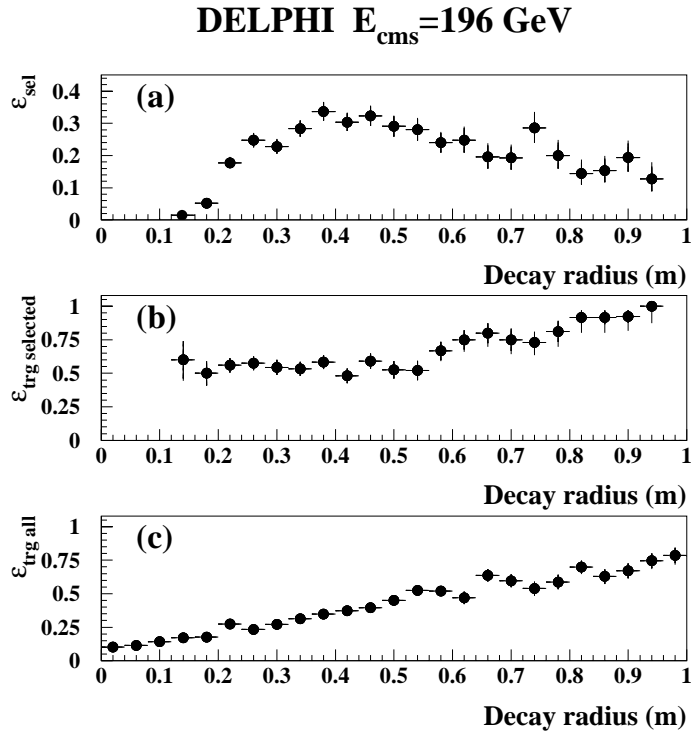 DELPHI E_cms=196 GeV
(a)
ε_sel
0.4
0.3
0.2
0.1
0
0 0.1 0.2 0.3 0.4 0.5 0.6 0.7 0.8 0.9 1
Decay radius (m)
(b)
ε_trg selected
1
0.75
0.5
0.25
0
0 0.1 0.2 0.3 0.4 0.5 0.6 0.7 0.8 0.9 1
Decay radius (m)
(c)
ε_trg all
1
0.75
0.5
0.25
0
0 0.1 0.2 0.3 0.4 0.5 0.6 0.7 0.8 0.9 1
Decay radius (m)